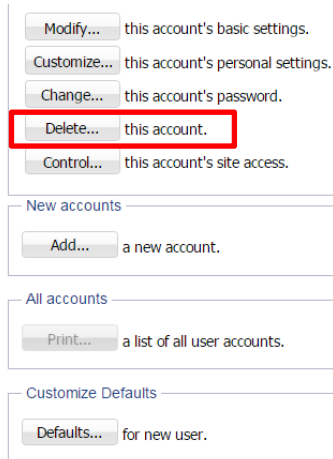 Modify... this account's basic settings.
Customize... this account's personal settings.
Change... this account's password.
Delete... this account.
Control... this account's site access.
New accounts
Add... a new account.
All accounts
Print... a list of all user accounts.
Customize Defaults
Defaults... for new user.